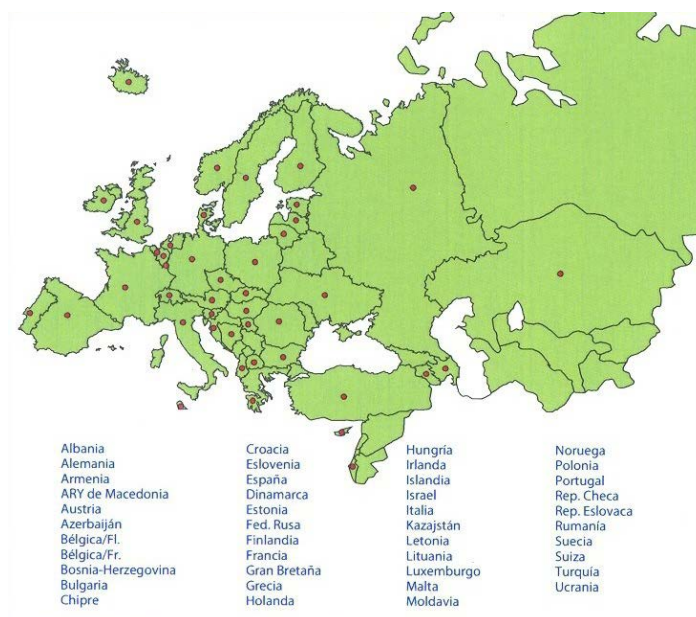 Albania
Alemania
Armenia
ARY de Macedonia
Austria
Azerbaiján
Bélgica/Fl.
Bélgica/Fr.
Bosnia-Herzegovina
Bulgaria
Chipre
Croacia
Eslovenia
España
Dinamarca
Estonia
Fed. Rusa
Finlandia
Francia
Gran Bretaña
Grecia
Holanda
Hungría
Irlanda
Islandia
Israel
Italia
Kazajstán
Letonia
Lituania
Luxemburgo
Malta
Moldavia
Noruega
Polonia
Portugal
Rep. Checa
Rep. Eslovaca
Rumanía
Suecia
Suiza
Turquía
Ucrania